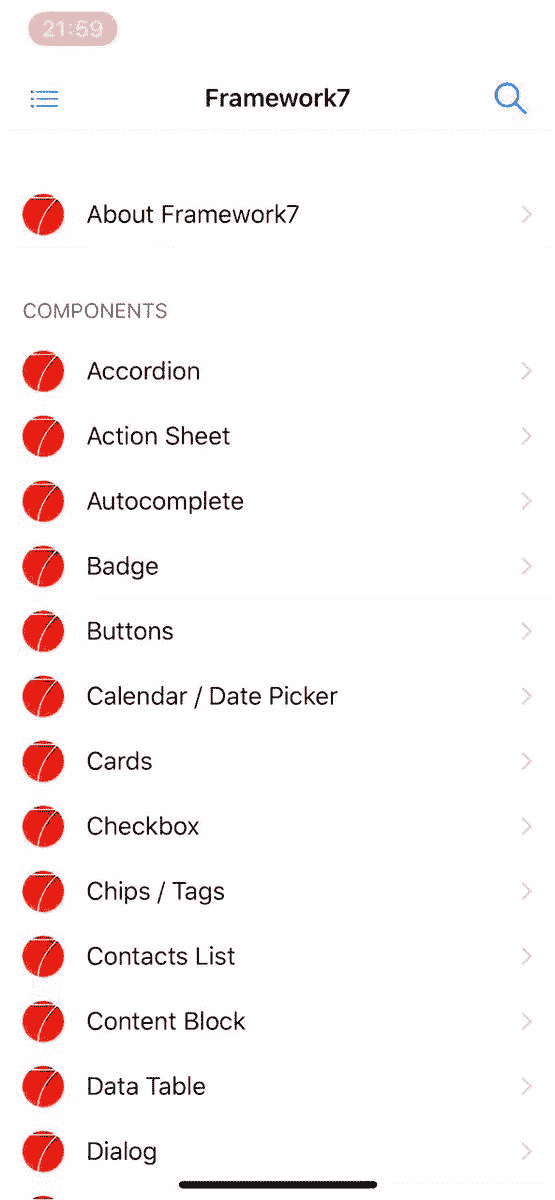 21:59
Framework7
About Framework7
COMPONENTS
Accordion
Action Sheet
Autocomplete
Badge
Buttons
Calendar / Date Picker
Cards
Checkbox
Chips / Tags
Contacts List
Content Block
Data Table
Dialog